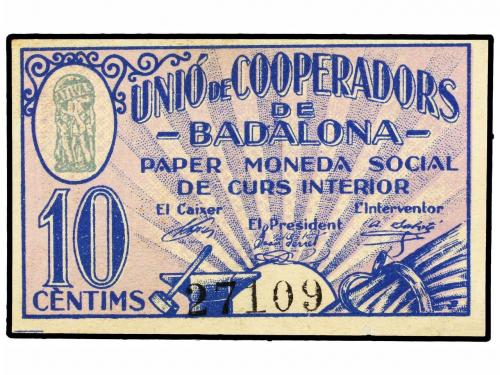 UNIÓ DE COOPERADORS
DE
– BADALONA –
PAPER MONEDA SOCIAL
DE CURS INTERIOR
El Caixer El President L'Interventor
10
CÈNTIMS
27109